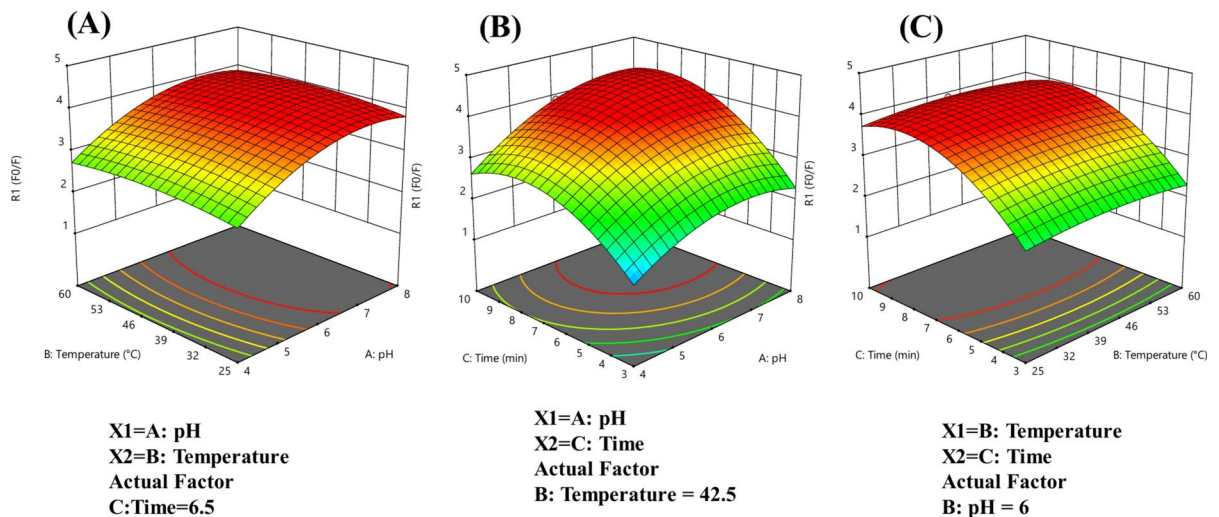 (A)
5
4
3
2
1
R1 (F0/F)
60
53
46
39
32
25
B: Temperature (°C)
4
5
6
7
8
A: pH
X1=A: pH
X2=B: Temperature
Actual Factor
C:Time=6.5
(B)
5
4
3
2
1
R1 (F0/F)
10
9
8
7
6
5
4
3
C: Time (min)
4
5
6
7
8
A: pH
X1=A: pH
X2=C: Time
Actual Factor
B: Temperature = 42.5
(C)
5
4
3
2
1
R1 (F0/F)
10
9
8
7
6
5
4
3
C: Time (min)
25
32
39
46
53
60
B: Temperature (°C)
X1=B: Temperature
X2=C: Time
Actual Factor
B: pH = 6